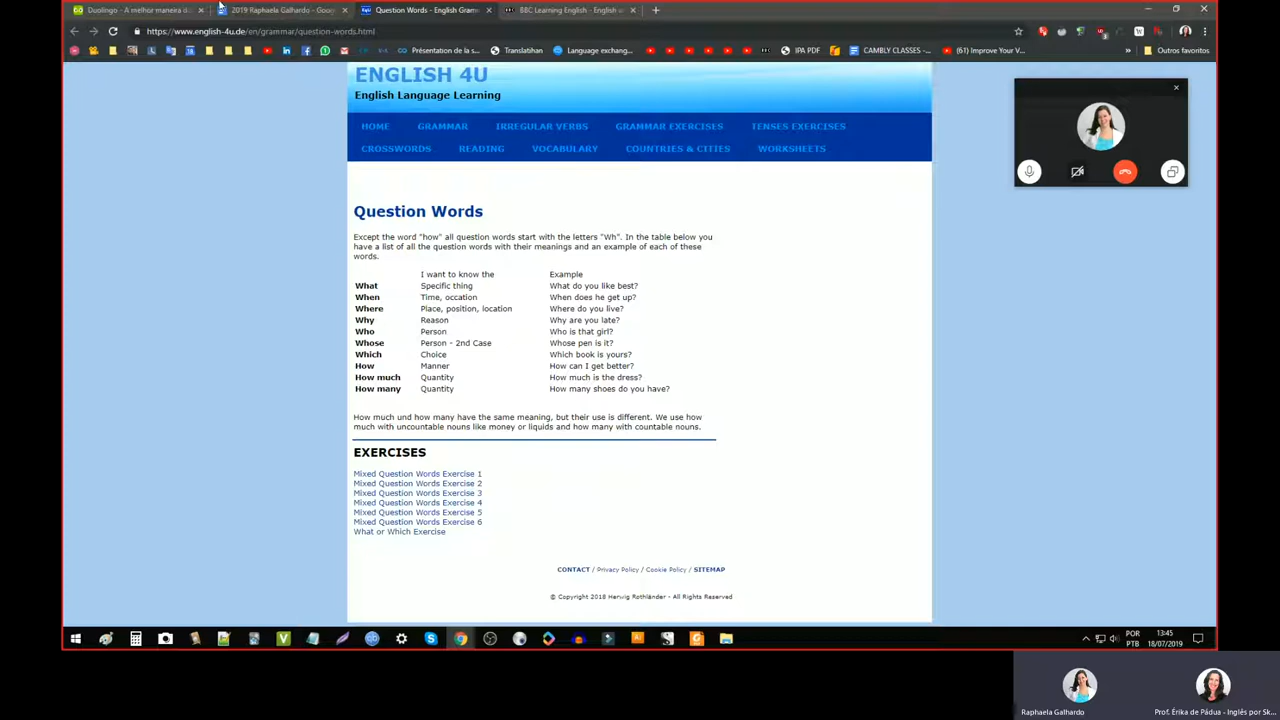 Duolingo - A melhor maneira d
2019 Raphaela Galhardo - Goog
Question Words - English Gram
BBC Learning English - English
https://www.english-4u.de/en/grammar/question-words.html
Présentation de la s...
Translatihan
Language exchang...
IPA PDF
CAMBLY CLASSES -...
(61) Improve Your V...
»
Outros favoritos
ENGLISH 4U
English Language Learning
HOME GRAMMAR IRREGULAR VERBS GRAMMAR EXERCISES TENSES EXERCISES
CROSSWORDS READING VOCABULARY COUNTRIES & CITIES WORKSHEETS
Question Words
Except the word "how" all question words start with the letters "Wh". In the table below you
have a list of all the question words with their meanings and an example of each of these
words.
I want to know the Example
What Specific thing What do you like best?
When Time, occation When does he get up?
Where Place, position, location Where do you live?
Why Reason Why are you late?
Who Person Who is that girl?
Whose Person - 2nd Case Whose pen is it?
Which Choice Which book is yours?
How Manner How can I get better?
How much Quantity How much is the dress?
How many Quantity How many shoes do you have?
How much und how many have the same meaning, but their use is different. We use how
much with uncountable nouns like money or liquids and how many with countable nouns.
EXERCISES
Mixed Question Words Exercise 1
Mixed Question Words Exercise 2
Mixed Question Words Exercise 3
Mixed Question Words Exercise 4
Mixed Question Words Exercise 5
Mixed Question Words Exercise 6
What or Which Exercise
CONTACT / Privacy Policy / Cookie Policy / SITEMAP
© Copyright 2018 Herwig Rothländer - All Rights Reserved
POR 13:45
PTB 18/07/2019
Raphaela Galhardo
Prof. Érika de Pádua - Inglês por Sk...